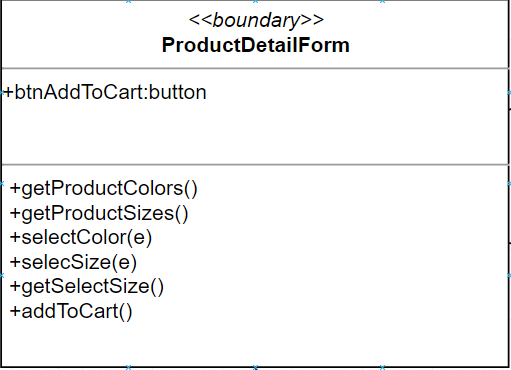 <<boundary>>
ProductDetailForm
+btnAddToCart:button
+getProductColors()
+getProductSizes()
+selectColor(e)
+selecSize(e)
+getSelectSize()
+addToCart()